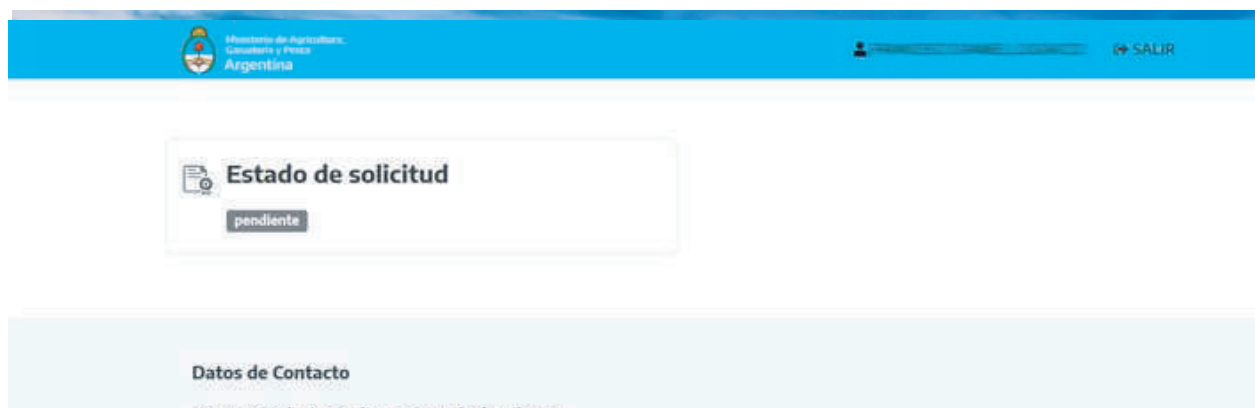 Ministerio de Agricultura,
Ganadería y Pesca
Argentina
SALIR
Estado de solicitud
pendiente
Datos de Contacto